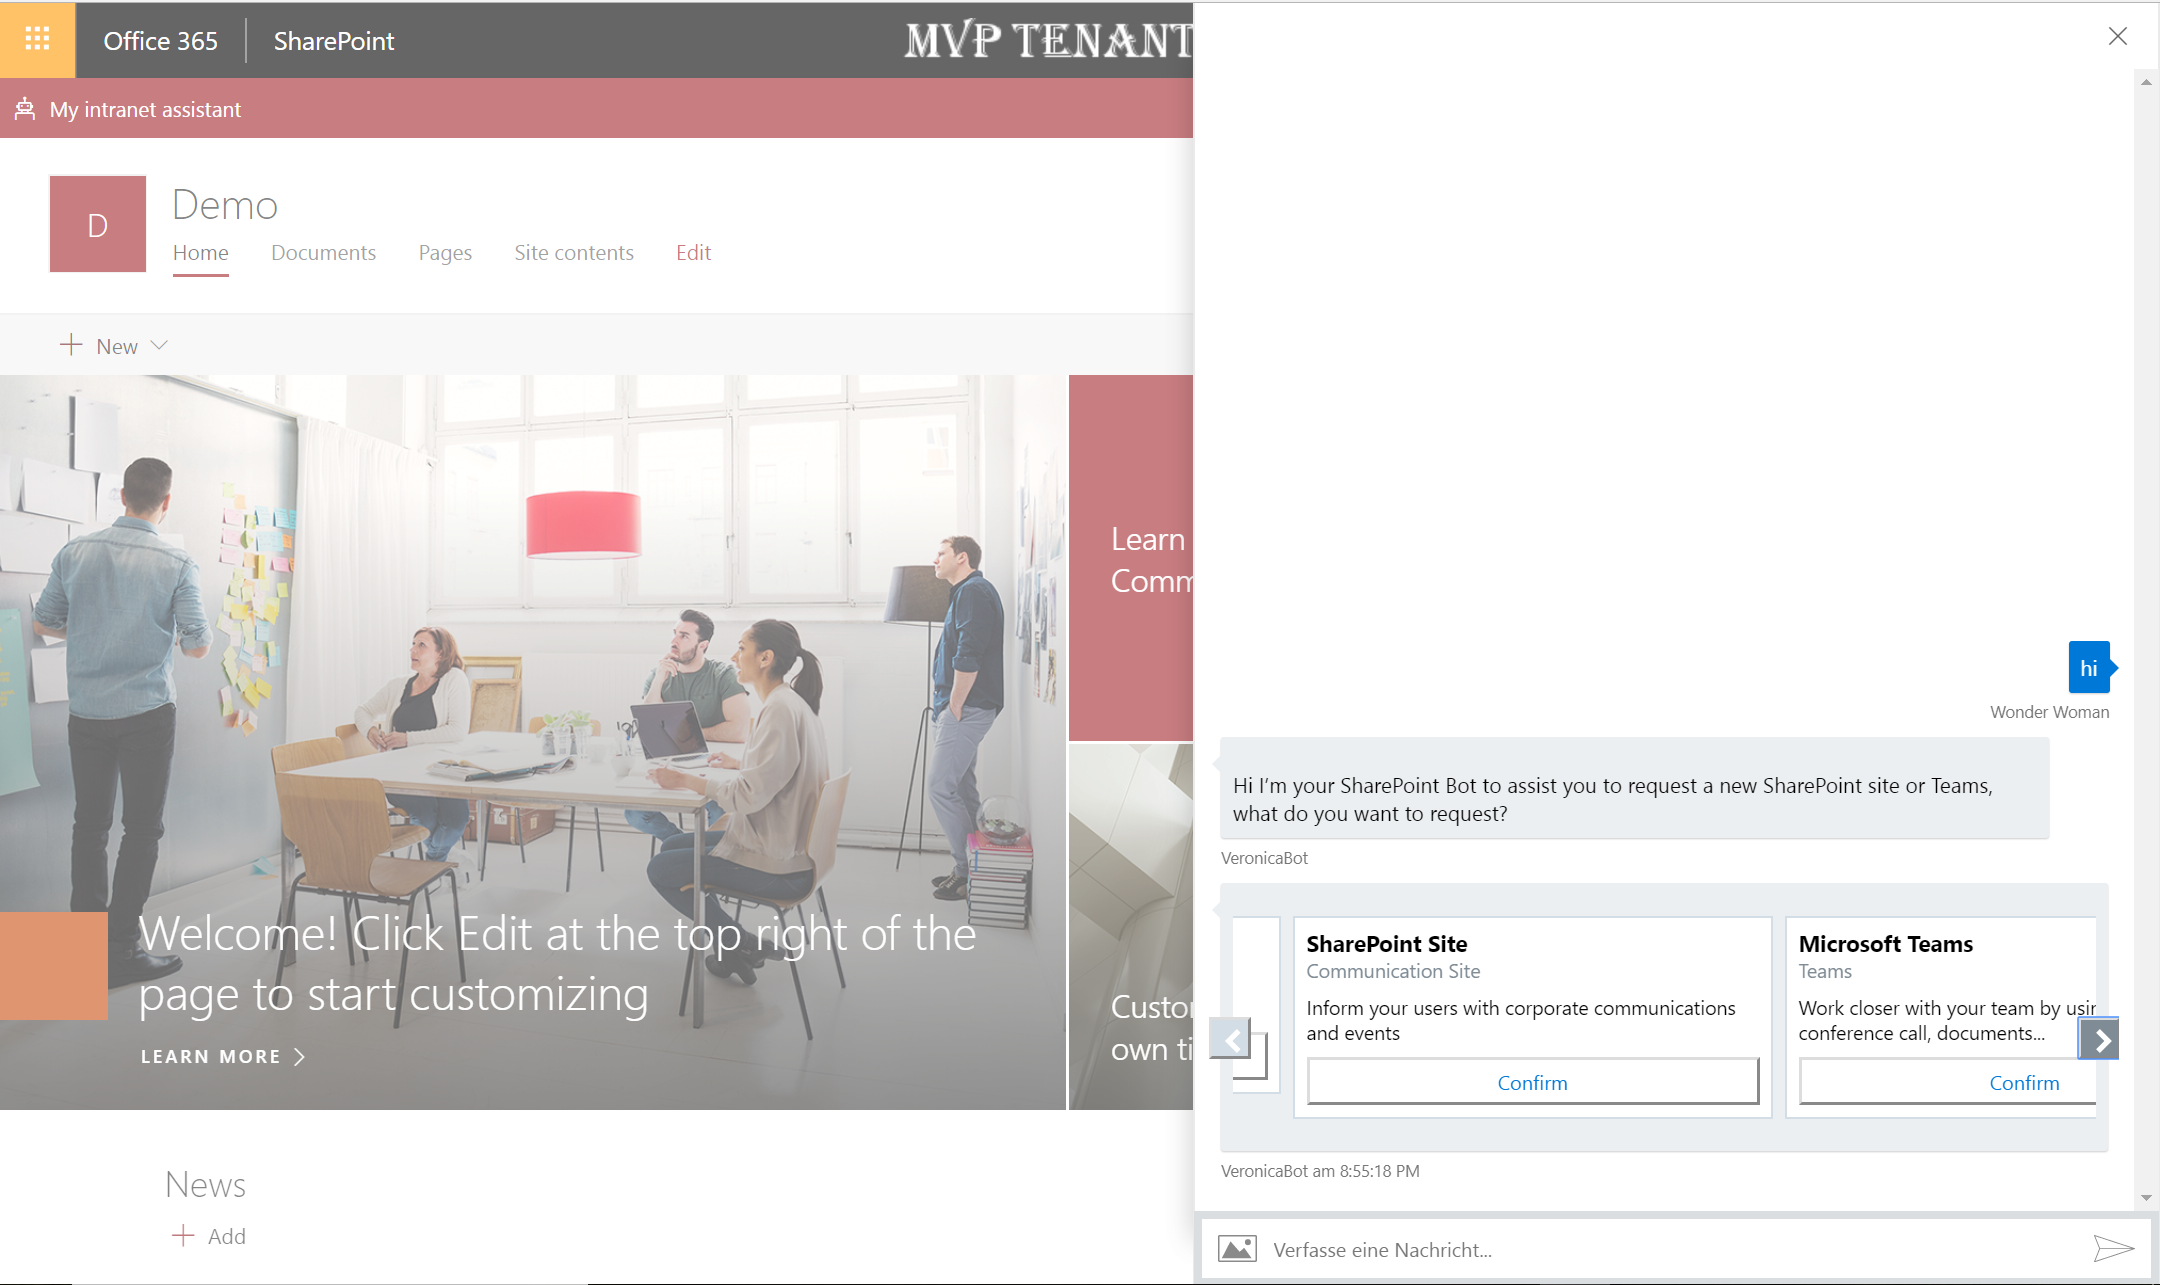 Office 365
SharePoint
MVP TENANT
My intranet assistant
D
Demo
Home
Documents
Pages
Site contents
Edit
New
Learn
Welcome! Click Edit at the top right of the
page to start customizing
LEARN MORE
own
News
Add
hi
Wonder Woman
Hi I'm your SharePoint Bot to assist you to request a new SharePoint site or Teams,
what do you want to request?
VeronicaBot
SharePoint Site
Communication Site
Inform your users with corporate communications
and events
Confirm
Microsoft Teams
Teams
Work closer with your team by
conference call, documents...
Confirm
VeronicaBot am 8:55:18 PM
Verfasse eine Nachricht...